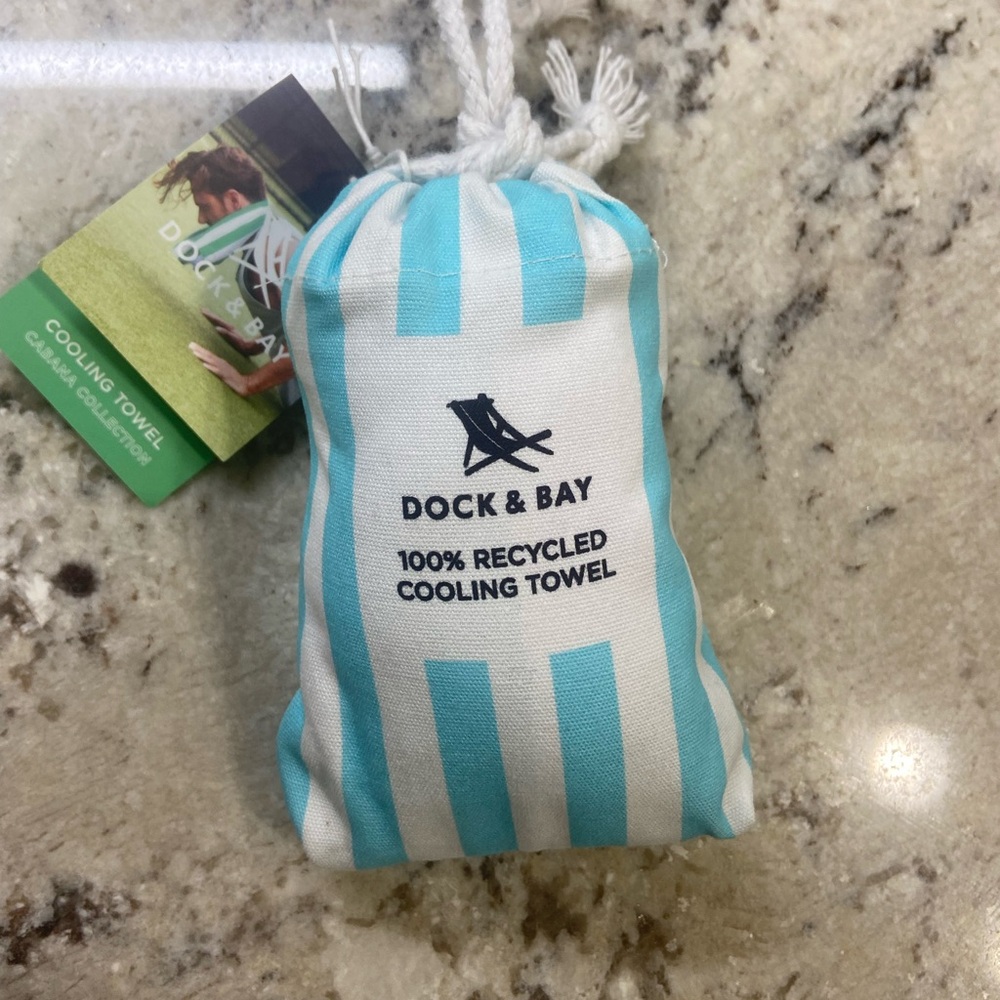 DOCK & BAY
COOLING TOWEL
CABANA COLLECTION
DOCK & BAY
100% RECYCLED
COOLING TOWEL